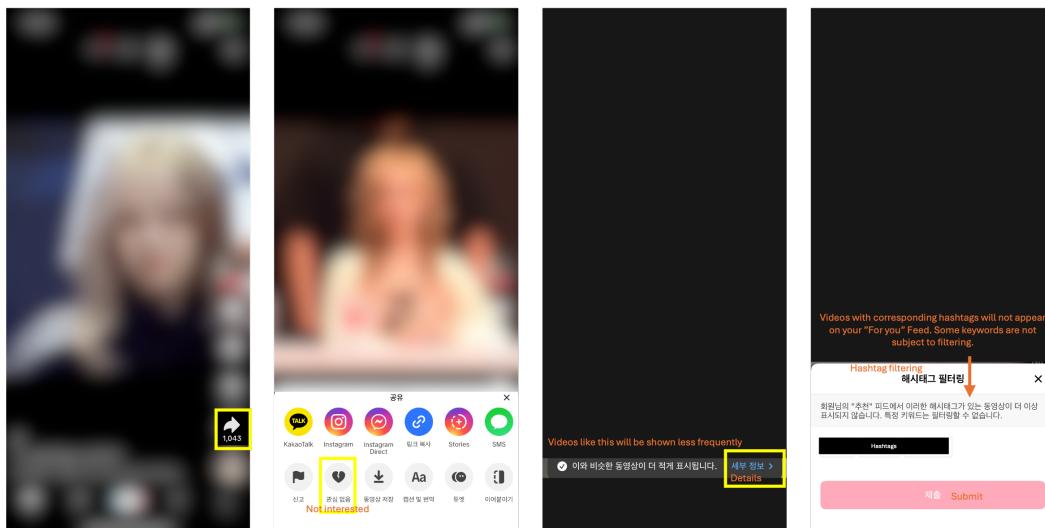 1,043
공유
TALK
KakaoTalk
Instagram
Instagram
Direct
링크 복사
Stories
SMS
Aa
신고
관심 없음
동영상 저장
캡션 및 번역
듀엣
이어붙이기
Not interested
Videos like this will be shown less frequently
이와 비슷한 동영상이 더 적게 표시됩니다.
세부 정보 >
Details
Videos with corresponding hashtags will not appear
on your "For you" Feed. Some keywords are not
subject to filtering.
Hashtag filtering
해시태그 필터링
회원님의 "추천" 피드에서 이러한 해시태그가 있는 동영상이 더 이상
표시되지 않습니다. 특정 키워드는 필터링할 수 없습니다.
Hashtags
제출 Submit